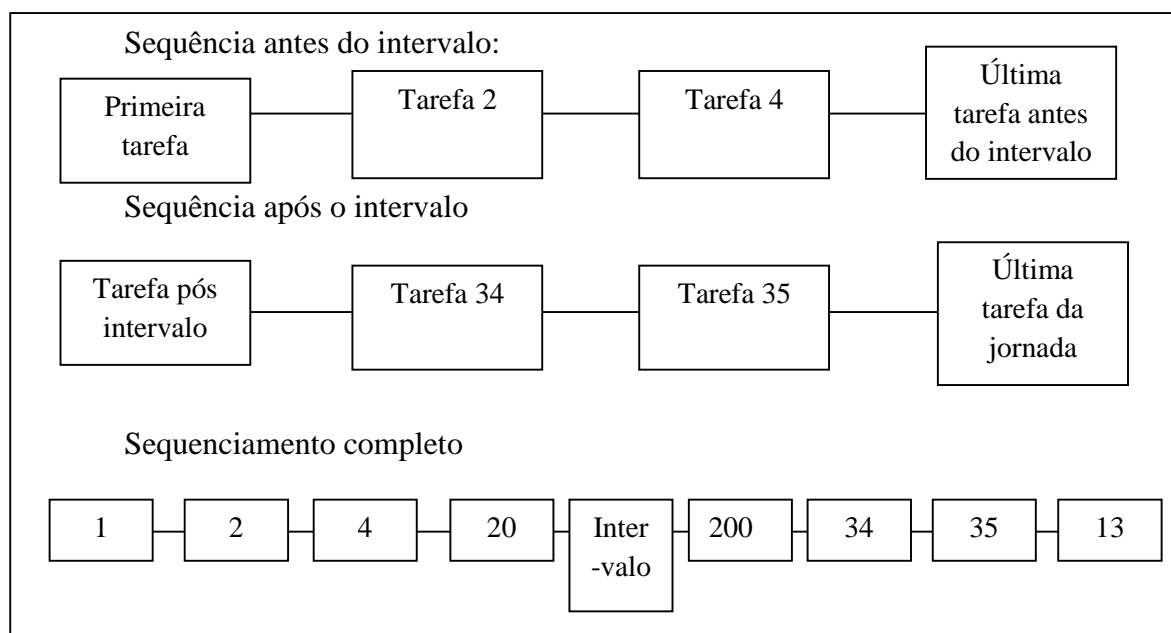 Sequência antes do intervalo:
Primeira
tarefa
Tarefa 2
Tarefa 4
Última
tarefa antes
do intervalo
Sequência após o intervalo
Tarefa pós
intervalo
Tarefa 34
Tarefa 35
Última
tarefa da
jornada
Sequenciamento completo
1
2
4
20
Inter
-valo
200
34
35
13